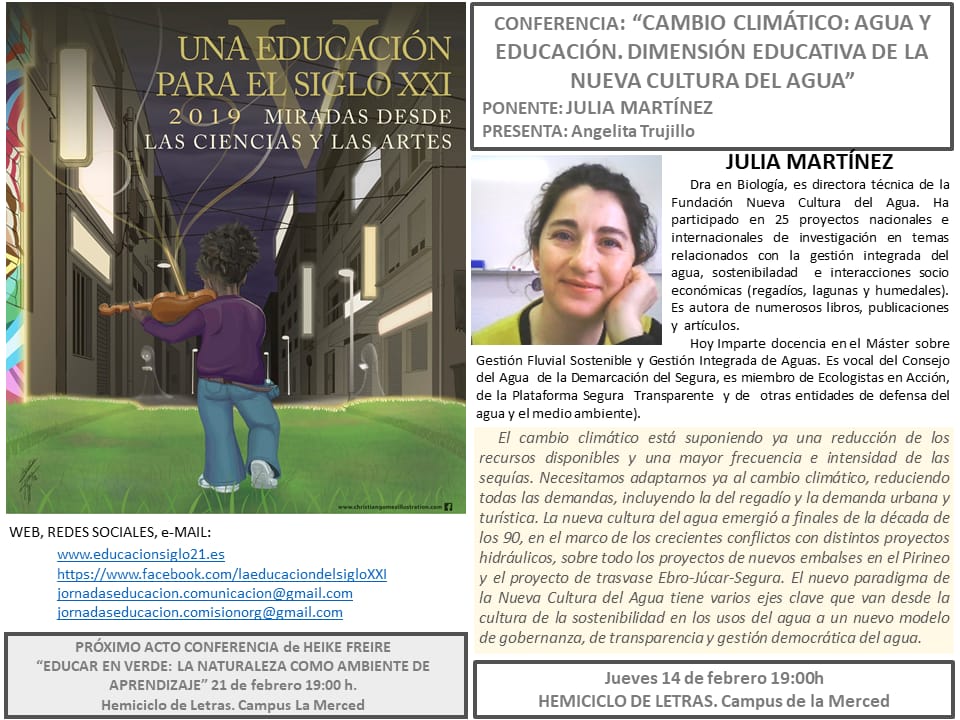 UNA EDUCACIÓN
PARA EL SIGLO XXI
V
2019 MIRADAS DESDE
LAS CIENCIAS Y LAS ARTES
www.christiangomezillustration.com
WEB, REDES SOCIALES, e-MAIL:
www.educacionsiglo21.es
https://www.facebook.com/laeducaciondelsigloXXI
jornadaseducacion.comunicacion@gmail.com
jornadaseducacion.comisionorg@gmail.com
PRÓXIMO ACTO CONFERENCIA de HEIKE FREIRE
“EDUCAR EN VERDE: LA NATURALEZA COMO AMBIENTE DE
APRENDIZAJE” 21 de febrero 19:00 h.
Hemiciclo de Letras. Campus La Merced
CONFERENCIA: “CAMBIO CLIMÁTICO: AGUA Y
EDUCACIÓN. DIMENSIÓN EDUCATIVA DE LA
NUEVA CULTURA DEL AGUA”
PONENTE: JULIA MARTÍNEZ
PRESENTA: Angelita Trujillo
JULIA MARTÍNEZ
Dra en Biología, es directora técnica de la
Fundación Nueva Cultura del Agua. Ha
participado en 25 proyectos nacionales e
internacionales de investigación en temas
relacionados con la gestión integrada del
agua, sostenibiladad e interacciones socio
económicas (regadíos, lagunas y humedales).
Es autora de numerosos libros, publicaciones
y artículos.
Hoy Imparte docencia en el Máster sobre
Gestión Fluvial Sostenible y Gestión Integrada de Aguas. Es vocal del Consejo
del Agua de la Demarcación del Segura, es miembro de Ecologistas en Acción,
de la Plataforma Segura Transparente y de otras entidades de defensa del
agua y el medio ambiente).
El cambio climático está suponiendo ya una reducción de los
recursos disponibles y una mayor frecuencia e intensidad de las
sequías. Necesitamos adaptarnos ya al cambio climático, reduciendo
todas las demandas, incluyendo la del regadío y la demanda urbana y
turística. La nueva cultura del agua emergió a finales de la década de
los 90, en el marco de los crecientes conflictos con distintos proyectos
hidráulicos, sobre todo los proyectos de nuevos embalses en el Pirineo
y el proyecto de trasvase Ebro-Júcar-Segura. El nuevo paradigma de
la Nueva Cultura del Agua tiene varios ejes clave que van desde la
cultura de la sostenibilidad en los usos del agua a un nuevo modelo
de gobernanza, de transparencia y gestión democrática del agua.
Jueves 14 de febrero 19:00h
HEMICICLO DE LETRAS. Campus de la Merced